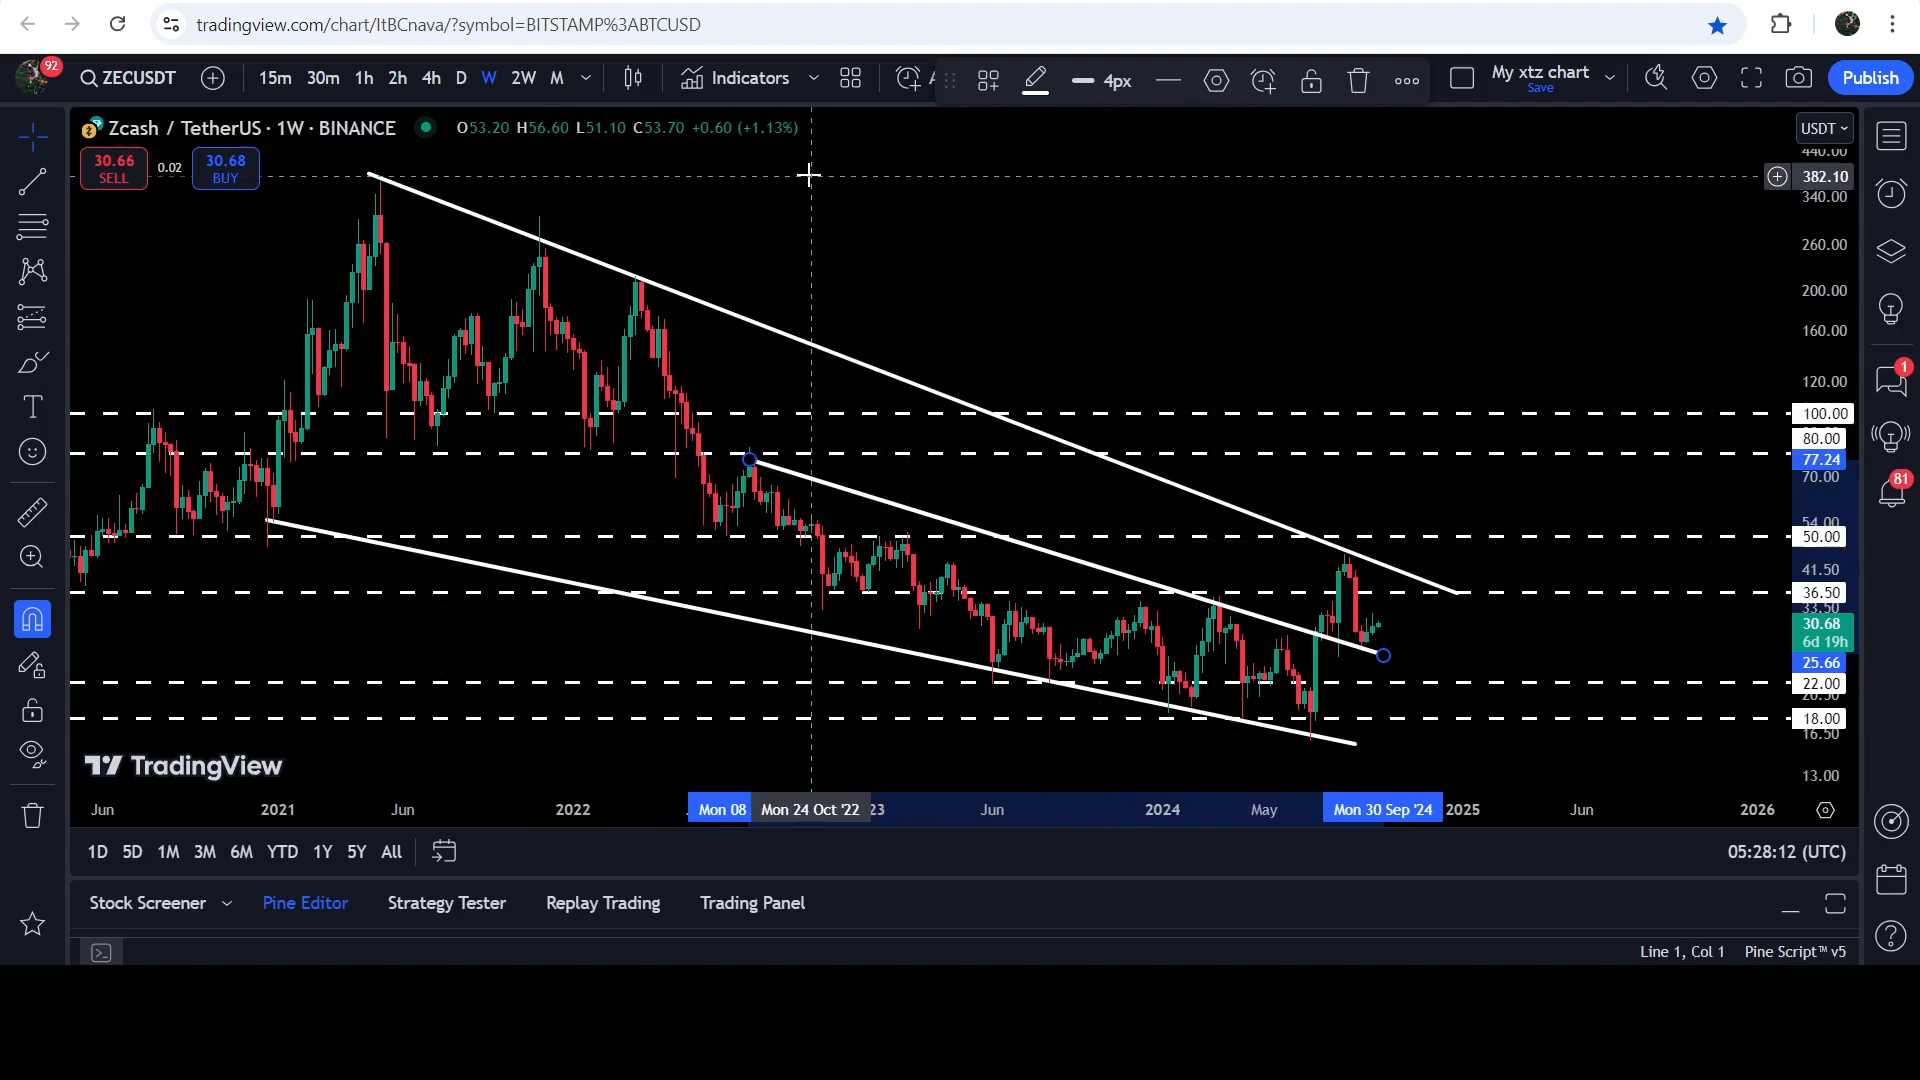 tradingview.com/chart/ItBCnava/?symbol=BITSTAMP%3ABTCUSD
92
ZECUSDT
15m 30m 1h 2h 4h D W 2W M
Indicators
4px
My xtz chart
Save
Publish
Zcash / TetherUS · 1W · BINANCE
O53.20 H56.60 L51.10 C53.70 +0.60 (+1.13%)
USDT
30.66
SELL
0.02
30.68
BUY
440.00
382.10
340.00
260.00
200.00
160.00
120.00
100.00
80.00
77.24
70.00
54.00
50.00
41.50
36.50
33.50
30.68
6d 19h
25.66
22.00
20.50
18.00
16.50
13.00
1
81
TradingView
Jun 2021 Jun 2022 Mon 08 Mon 24 Oct '22 23 Jun 2024 May Mon 30 Sep '24 2025 Jun 2026
1D 5D 1M 3M 6M YTD 1Y 5Y All
05:28:12 (UTC)
Stock Screener Pine Editor Strategy Tester Replay Trading Trading Panel
Line 1, Col 1 Pine Script™ v5